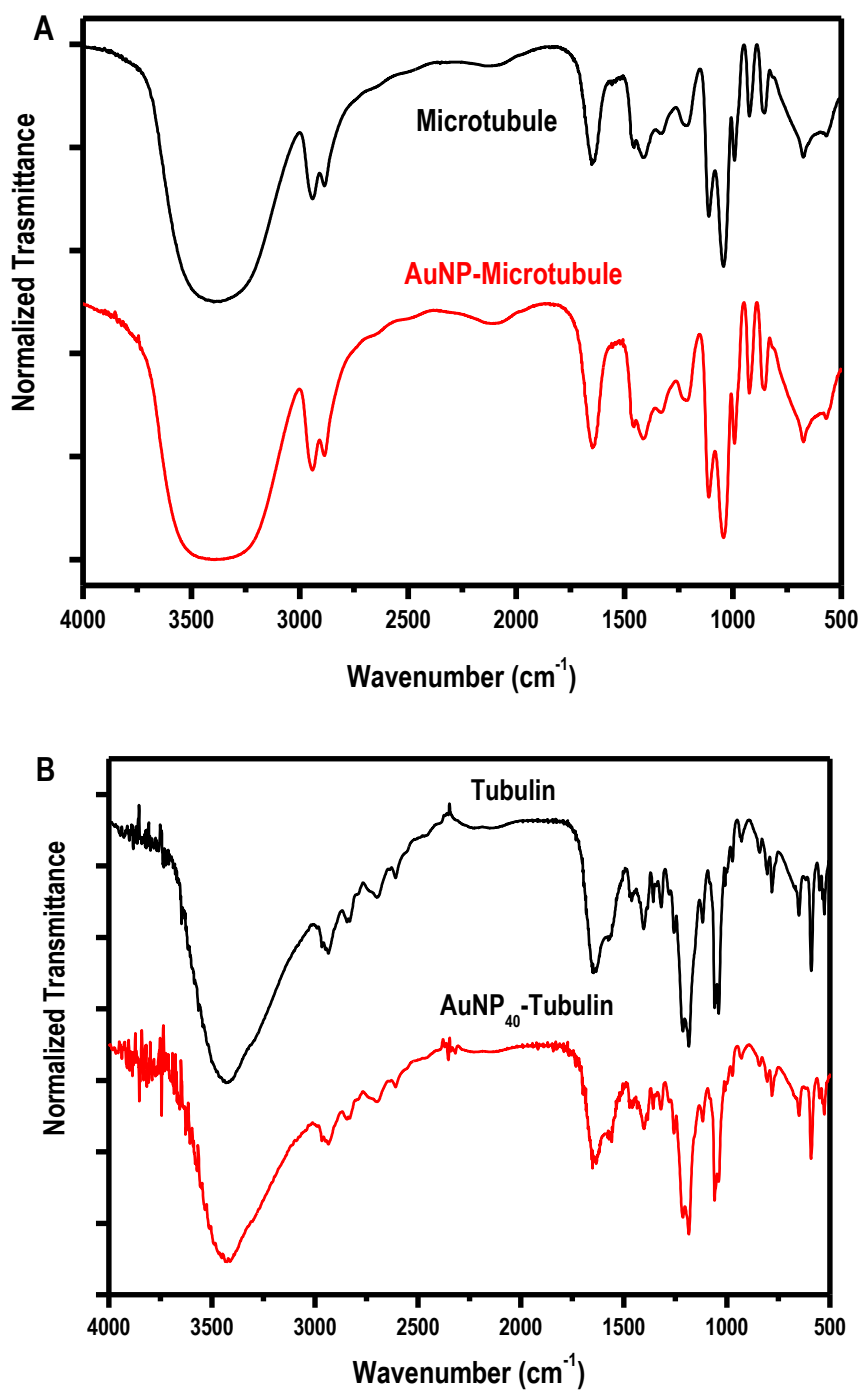 A
Normalized Trasmittance
Microtubule
AuNP-Microtubule
4000 3500 3000 2500 2000 1500 1000 500
Wavenumber (cm⁻¹)
B
Normalized Transmittance
Tubulin
AuNP₄₀-Tubulin
4000 3500 3000 2500 2000 1500 1000 500
Wavenumber (cm⁻¹)